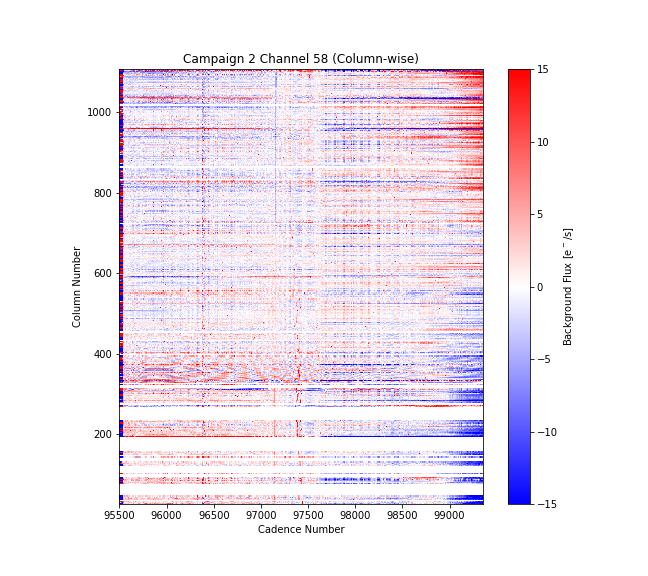 Campaign 2 Channel 58 (Column-wise)
1000
800
600
400
200
95500 96000 96500 97000 97500 98000 98500 99000
Cadence Number
Column Number
15
10
5
0
−5
−10
−15
Background Flux [e⁻/s]